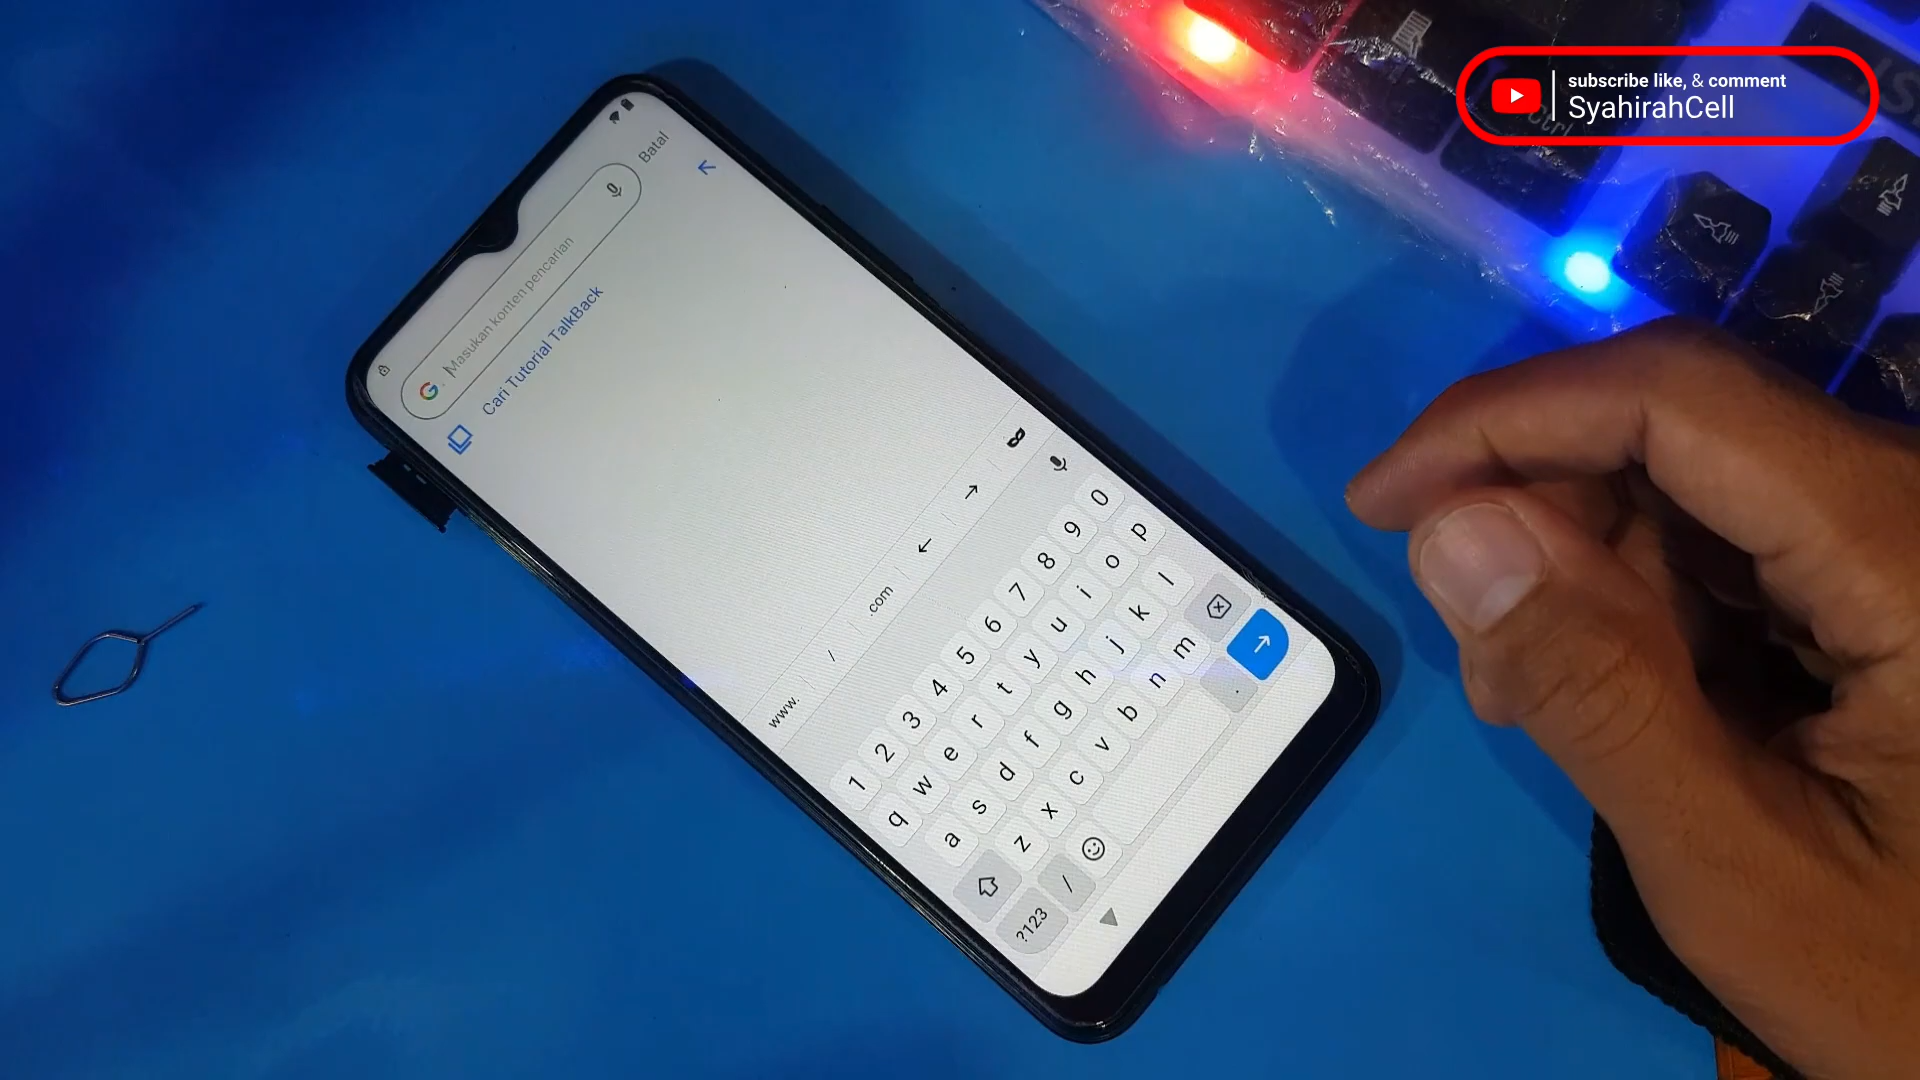 subscribe like, & comment
SyahirahCell
Batal
Masukan konten pencarian
Cari Tutorial TalkBack
www. / .com ← →
1 2 3 4 5 6 7 8 9 0
q w e r t y u i o p
a s d f g h j k l
z x c v b n m
?123 / .
Ctrl